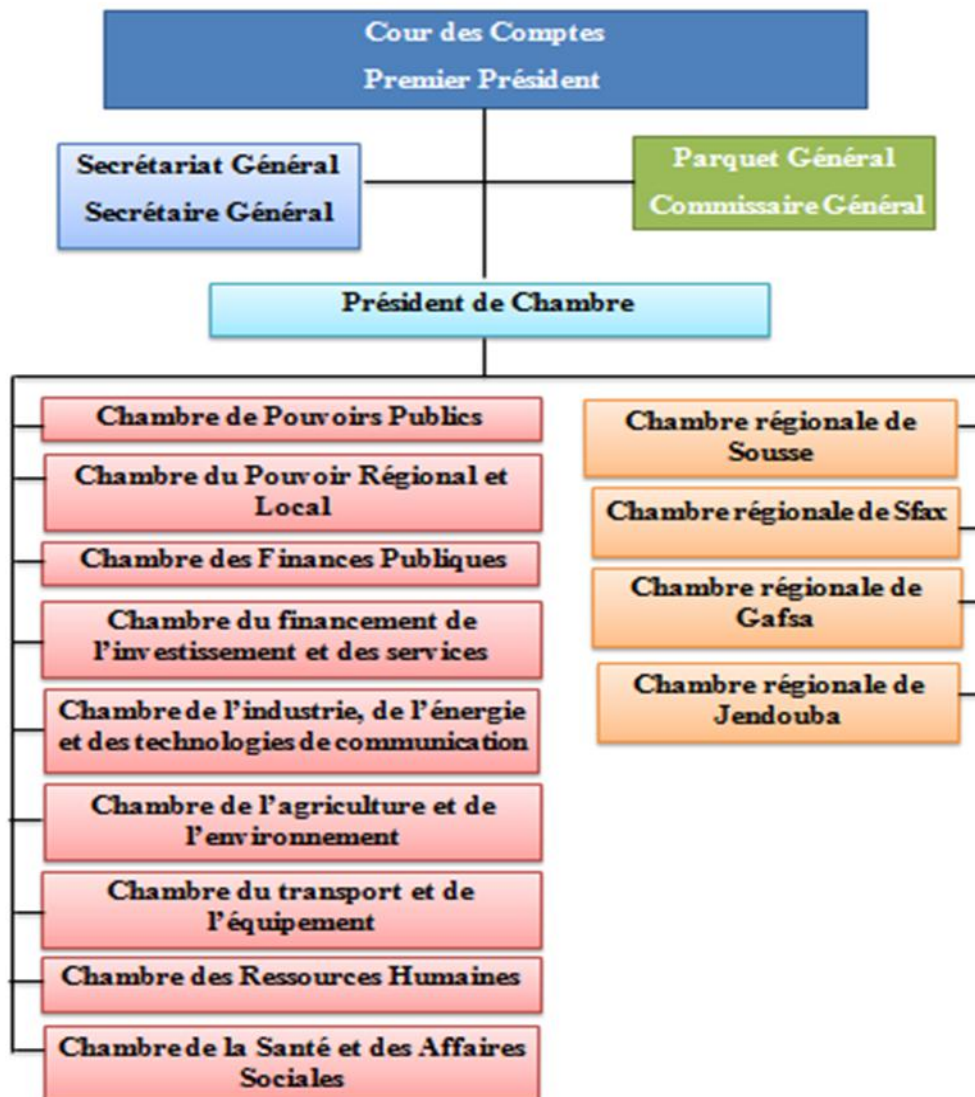 Cour des Comptes
Premier Président
Secrétariat Général
Secrétaire Général
Parquet Général
Commissaire Général
Président de Chambre
Chambre de Pouvoirs Publics
Chambre du Pouvoir Régional et
Local
Chambre des Finances Publiques
Chambre du financement de
l'investissement et des services
Chambre de l'industrie, de l'énergie
et des technologies de communication
Chambre de l'agriculture et de
l'environnement
Chambre du transport et de
l'équipement
Chambre des Ressources Humaines
Chambre de la Santé et des Affaires
Sociales
Chambre régionale de
Sousse
Chambre régionale de Sfax
Chambre régionale de
Gafsa
Chambre régionale de
Jendouba